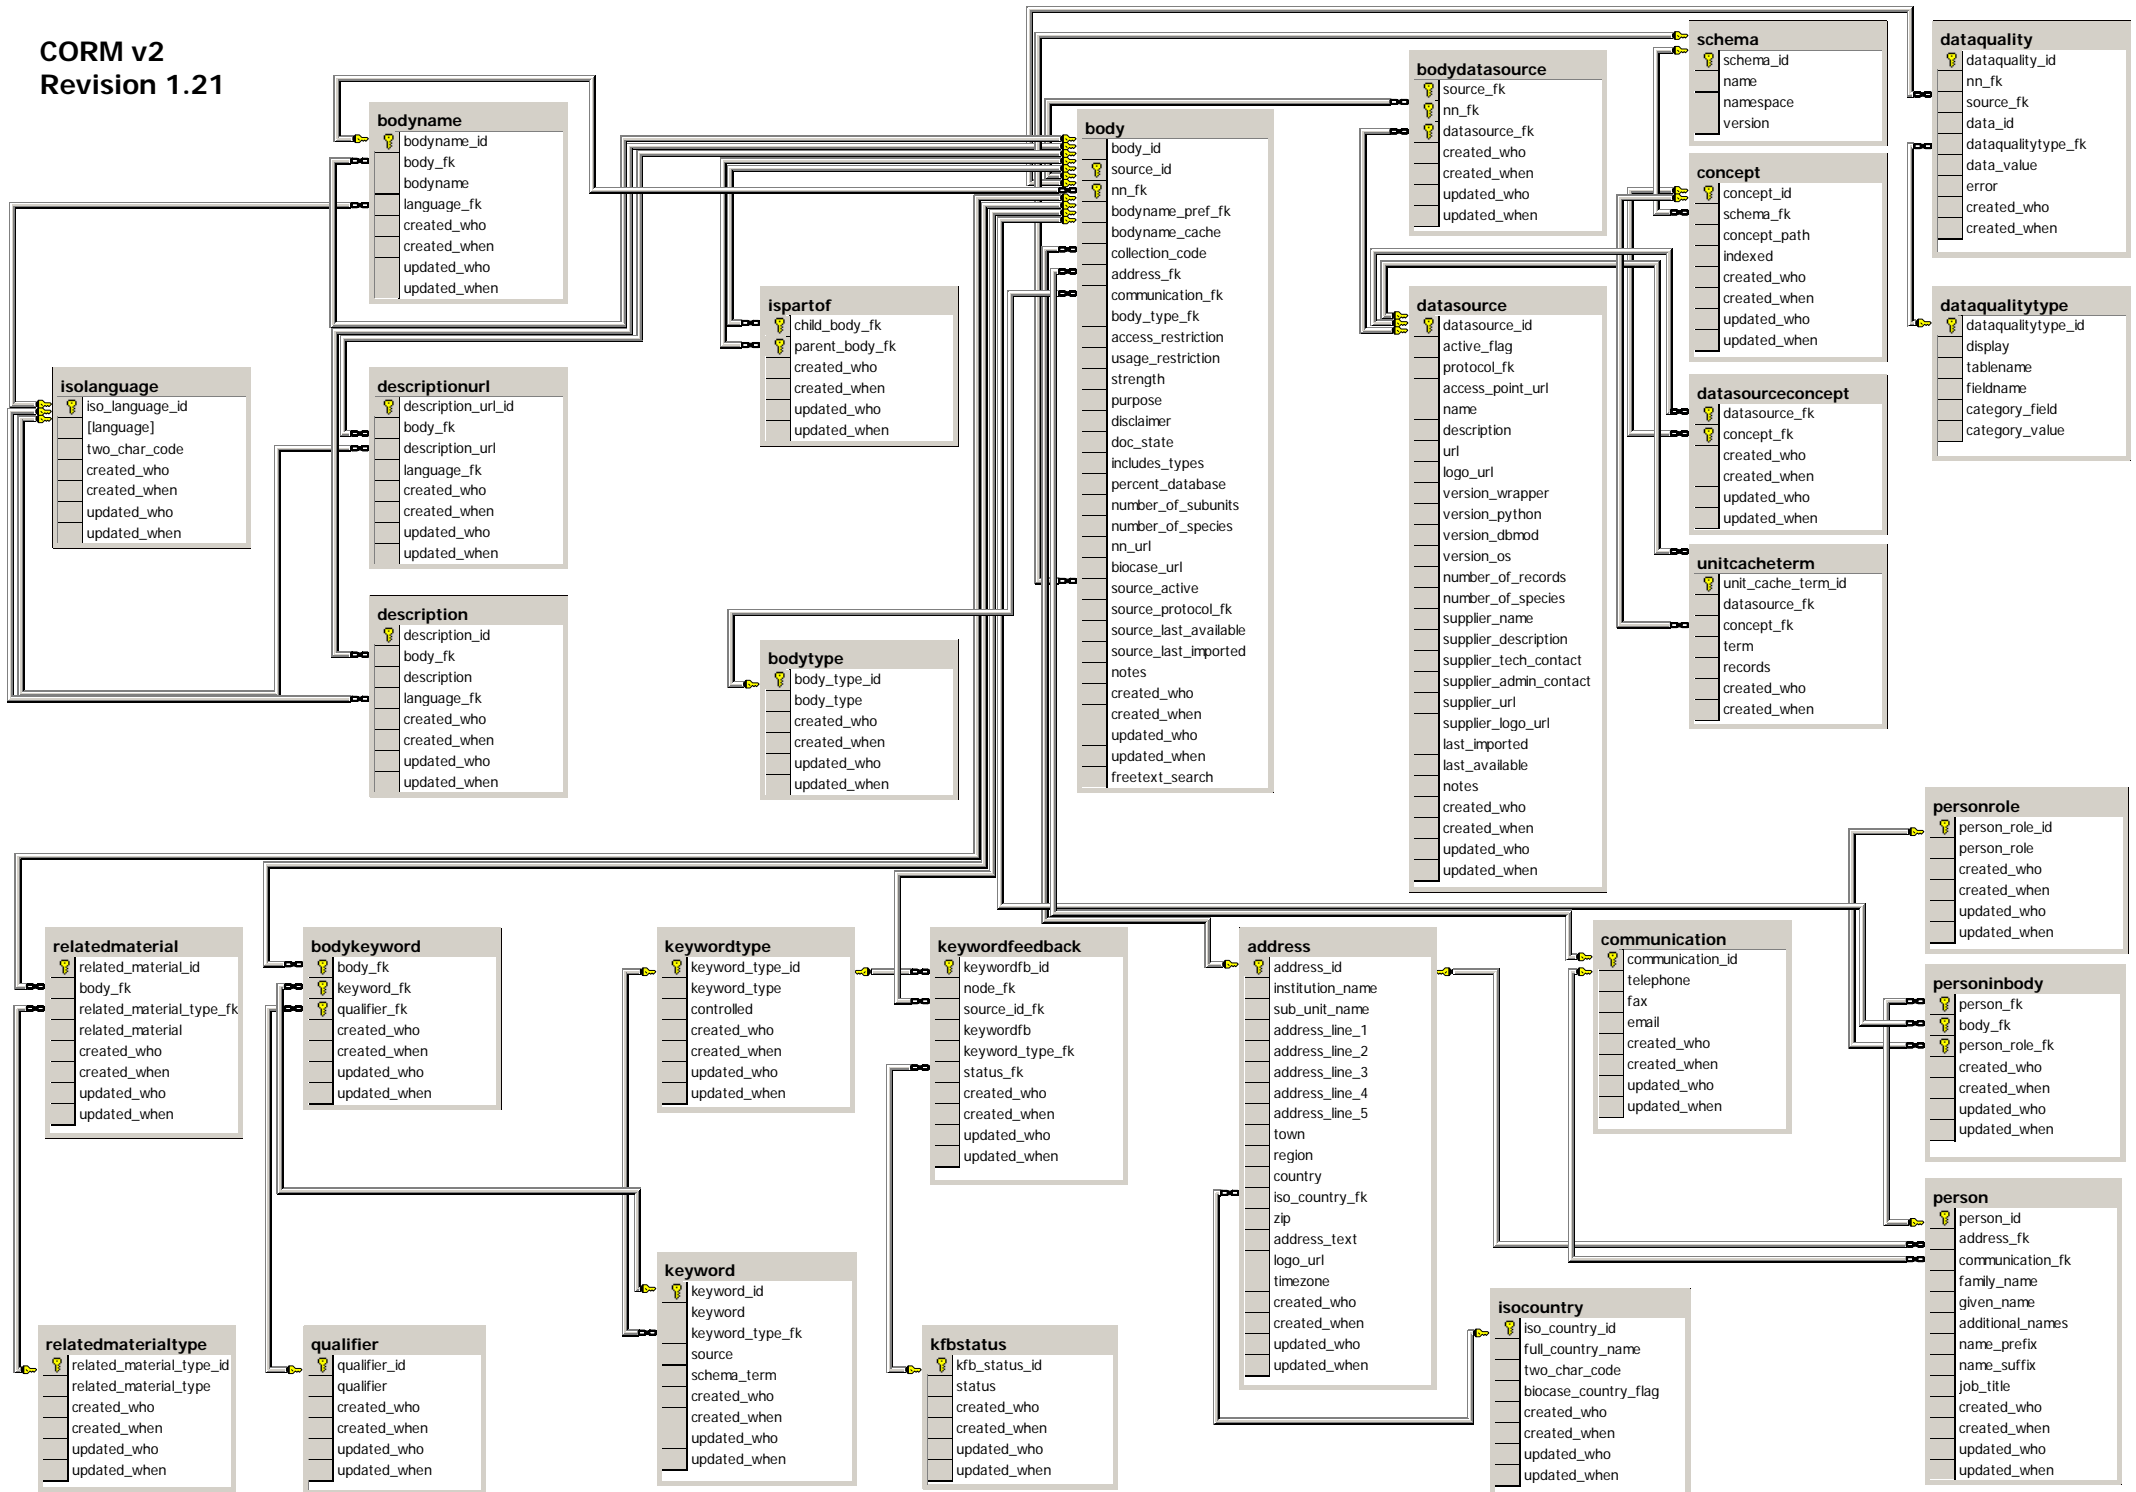 CORM v2
Revision 1.21
bodyname
bodyname_id
body_fk
bodyname
language_fk
created_who
created_when
updated_who
updated_when
isolanguage
iso_language_id
[language]
two_char_code
created_who
created_when
updated_who
updated_when
descriptionurl
description_url_id
body_fk
description_url
language_fk
created_who
created_when
updated_who
updated_when
description
description_id
body_fk
description
language_fk
created_who
created_when
updated_who
updated_when
ispartof
child_body_fk
parent_body_fk
created_who
created_when
updated_who
updated_when
bodytype
body_type_id
body_type
created_who
created_when
updated_who
updated_when
body
body_id
source_id
nn_fk
bodyname_pref_fk
bodyname_cache
collection_code
address_fk
communication_fk
body_type_fk
access_restriction
usage_restriction
strength
purpose
disclaimer
doc_state
includes_types
percent_database
number_of_subunits
number_of_species
nn_url
biocase_url
source_active
source_protocol_fk
source_last_available
source_last_imported
notes
created_who
created_when
updated_who
updated_when
freetext_search
bodydatasource
source_fk
nn_fk
datasource_fk
created_who
created_when
updated_who
updated_when
datasource
datasource_id
active_flag
protocol_fk
access_point_url
name
description
url
logo_url
version_wrapper
version_python
version_dbmod
version_os
number_of_records
number_of_species
supplier_name
supplier_description
supplier_tech_contact
supplier_admin_contact
supplier_url
supplier_logo_url
last_imported
last_available
notes
created_who
created_when
updated_who
updated_when
schema
schema_id
name
namespace
version
concept
concept_id
schema_fk
concept_path
indexed
created_who
created_when
updated_who
updated_when
datasourceconcept
datasource_fk
concept_fk
created_who
created_when
updated_who
updated_when
unitcacheterm
unit_cache_term_id
datasource_fk
concept_fk
term
records
created_who
created_when
dataquality
dataquality_id
nn_fk
source_fk
data_id
dataqualitytype_fk
data_value
error
created_who
created_when
dataqualitytype
dataqualitytype_id
display
tablename
fieldname
category_field
category_value
relatedmaterial
related_material_id
body_fk
related_material_type_fk
related_material
created_who
created_when
updated_who
updated_when
relatedmaterialtype
related_material_type_id
related_material_type
created_who
created_when
updated_who
updated_when
bodykeyword
body_fk
keyword_fk
qualifier_fk
created_who
created_when
updated_who
updated_when
qualifier
qualifier_id
qualifier
created_who
created_when
updated_who
updated_when
keywordtype
keyword_type_id
keyword_type
controlled
created_who
created_when
updated_who
updated_when
keyword
keyword_id
keyword
keyword_type_fk
source
schema_term
created_who
created_when
updated_who
updated_when
keywordfeedback
keywordfb_id
node_fk
source_id_fk
keywordfb
keyword_type_fk
status_fk
created_who
created_when
updated_who
updated_when
kfbstatus
kfb_status_id
status
created_who
created_when
updated_who
updated_when
address
address_id
institution_name
sub_unit_name
address_line_1
address_line_2
address_line_3
address_line_4
address_line_5
town
region
country
iso_country_fk
zip
address_text
logo_url
timezone
created_who
created_when
updated_who
updated_when
isocountry
iso_country_id
full_country_name
two_char_code
biocase_country_flag
created_who
created_when
updated_who
updated_when
communication
communication_id
telephone
fax
email
created_who
created_when
updated_who
updated_when
personrole
person_role_id
person_role
created_who
created_when
updated_who
updated_when
personinbody
person_fk
body_fk
person_role_fk
created_who
created_when
updated_who
updated_when
person
person_id
address_fk
communication_fk
family_name
given_name
additional_names
name_prefix
name_suffix
job_title
created_who
created_when
updated_who
updated_when